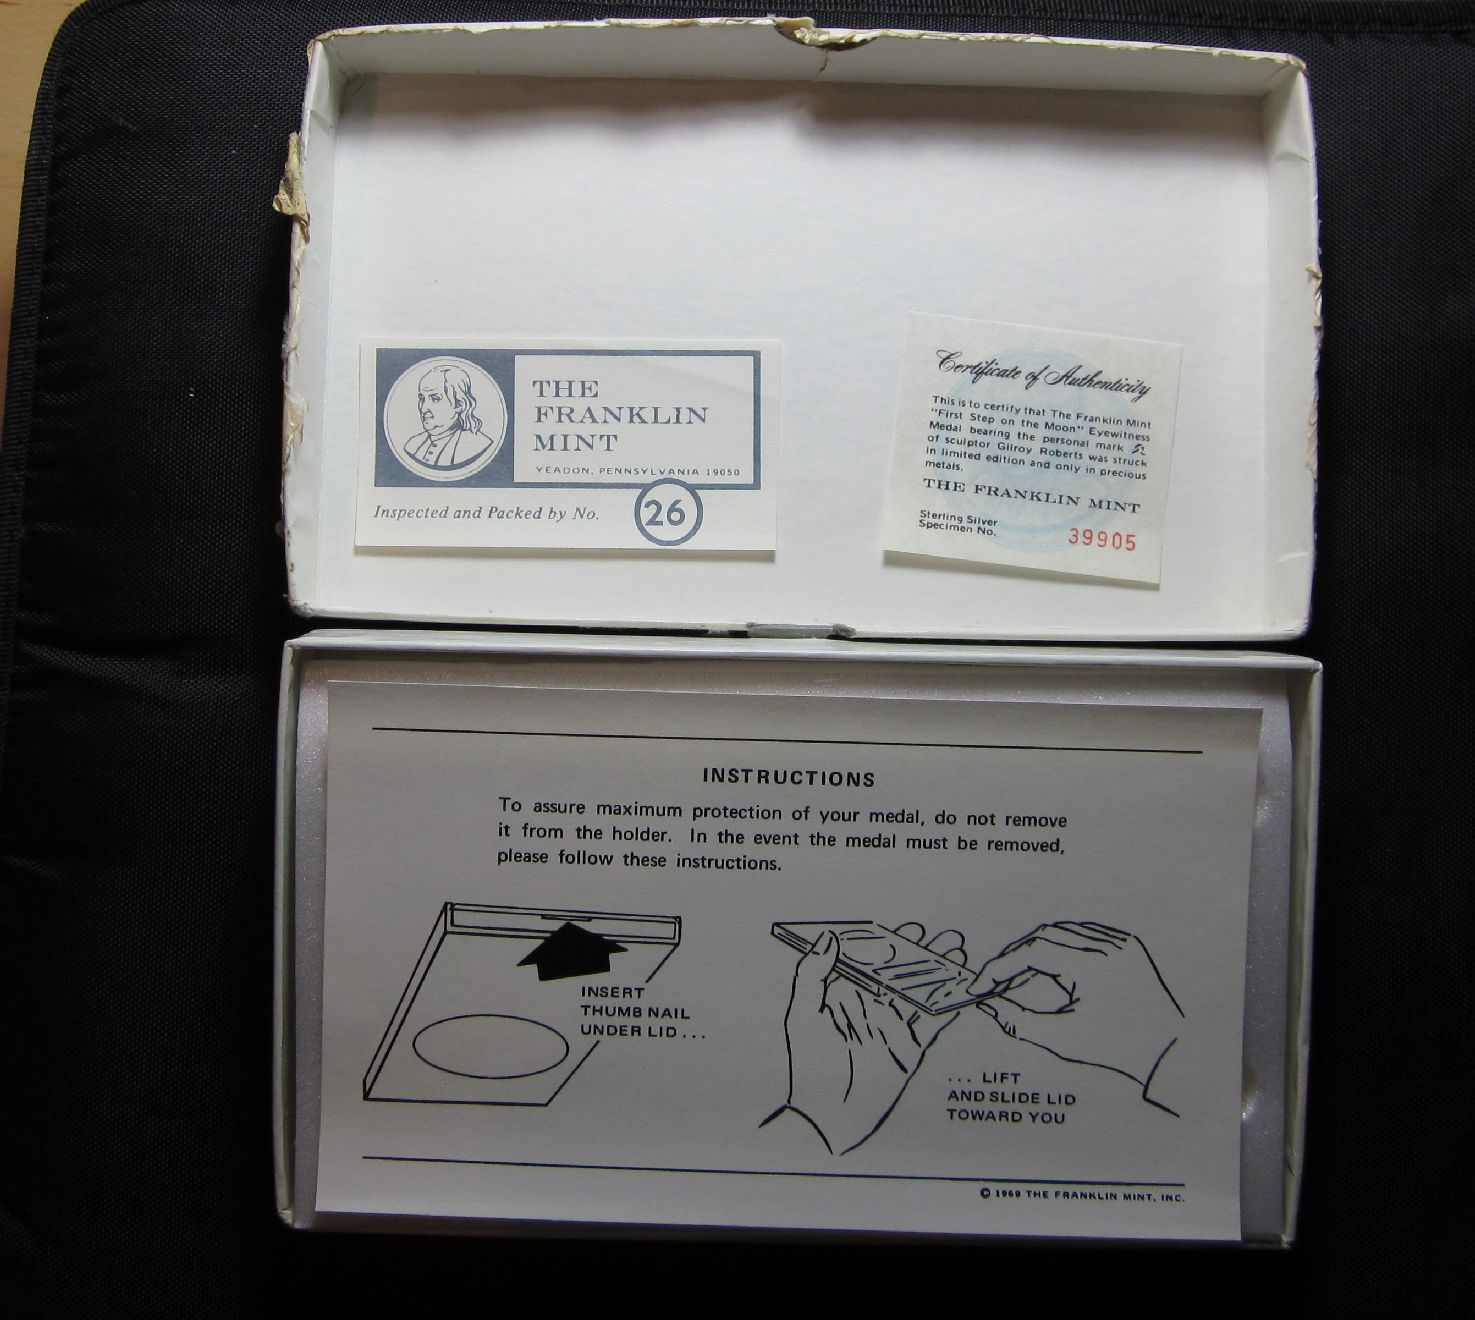 THE
FRANKLIN
MINT
YEADON, PENNSYLVANIA 19050
Inspected and Packed by No. 26
Certificate of Authenticity
This is to certify that The Franklin Mint
"First Step on the Moon" Eyewitness
Medal bearing the personal mark
of sculptor Gilroy Roberts was struck
in limited edition and only in precious
metals.
THE FRANKLIN MINT
Sterling Silver
Specimen No. 39905
INSTRUCTIONS
To assure maximum protection of your medal, do not remove
it from the holder. In the event the medal must be removed,
please follow these instructions.
INSERT
THUMB NAIL
UNDER LID ...
... LIFT
AND SLIDE LID
TOWARD YOU
© 1969 THE FRANKLIN MINT, INC.